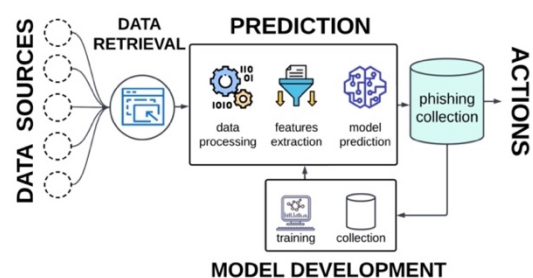 DATA SOURCES
DATA
RETRIEVAL
PREDICTION
110
01
1010
data
processing
features
extraction
model
prediction
phishing
collection
ACTIONS
training
collection
MODEL DEVELOPMENT